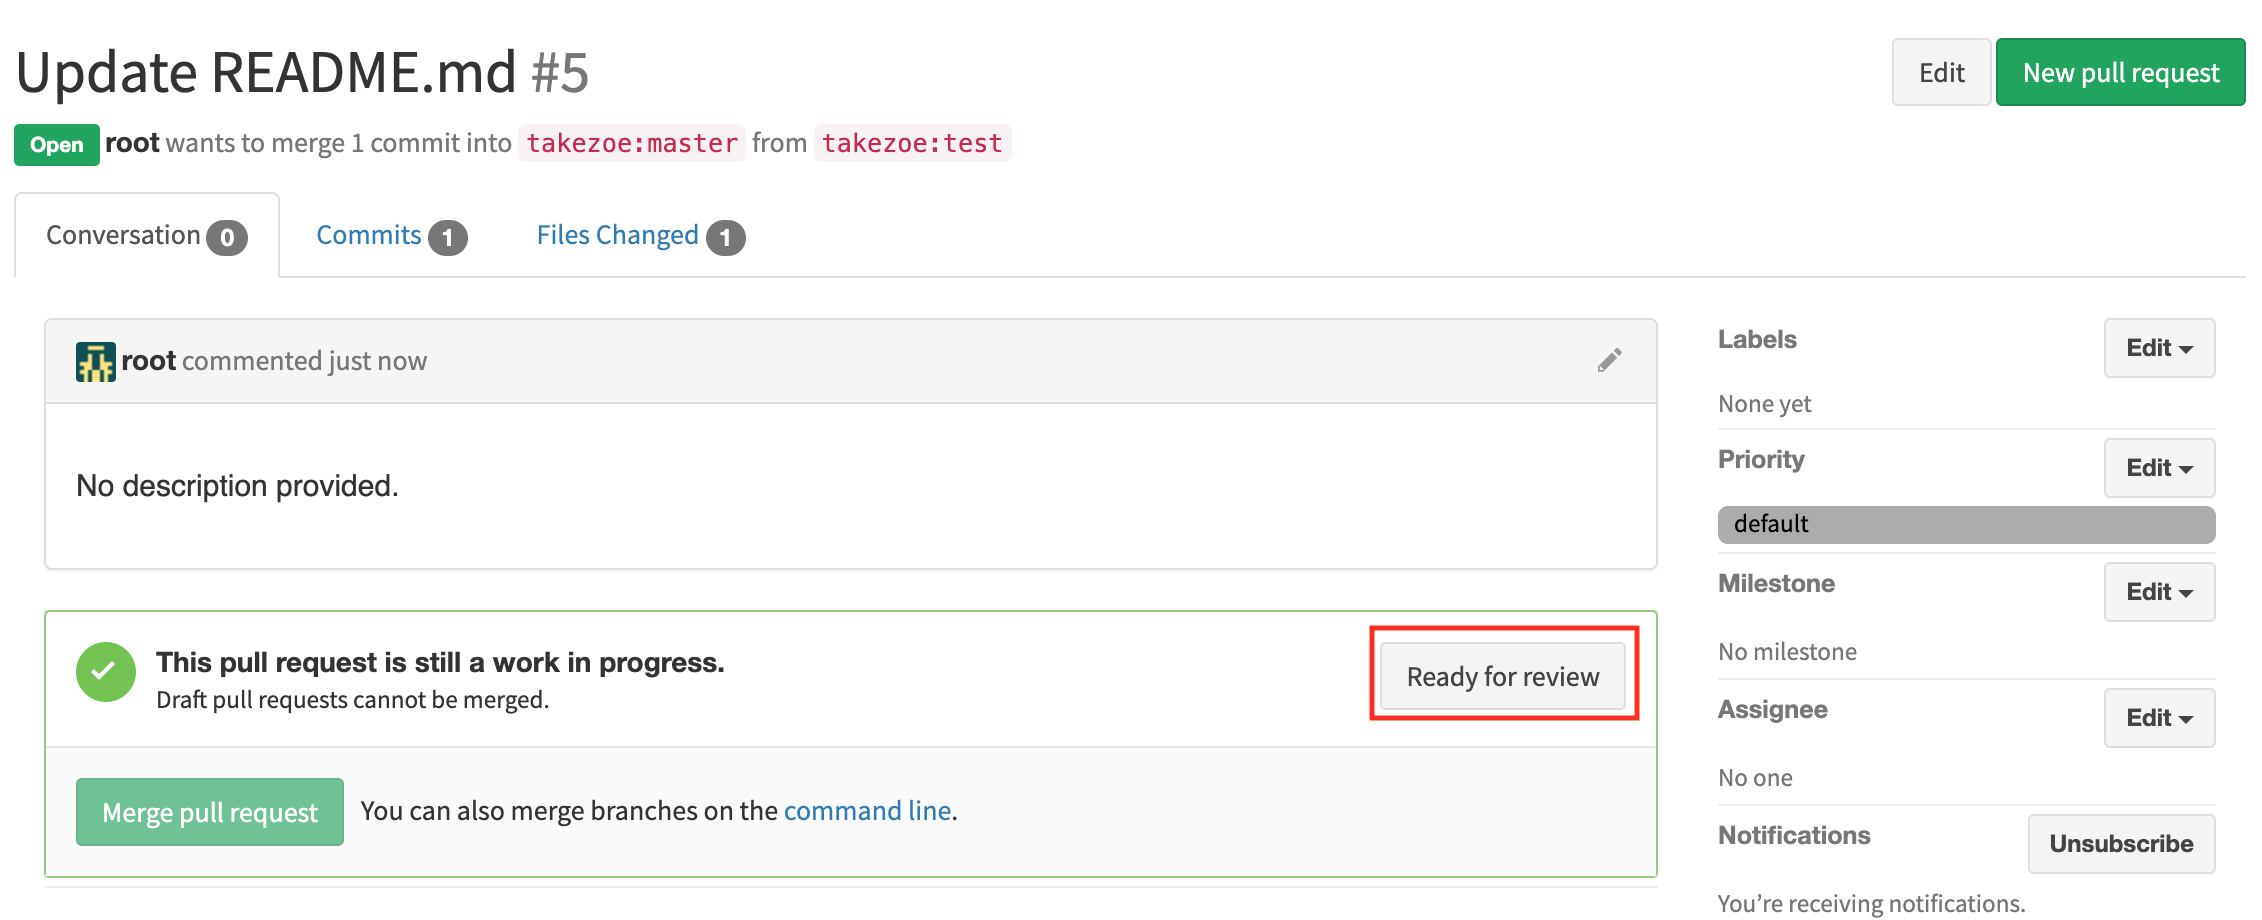 Update README.md #5
Edit
New pull request
Open root wants to merge 1 commit into takezoe:master from takezoe:test
Conversation 0
Commits 1
Files Changed 1
root commented just now
No description provided.
This pull request is still a work in progress.
Draft pull requests cannot be merged.
Ready for review
Merge pull request
You can also merge branches on the command line.
Labels
Edit
None yet
Priority
Edit
default
Milestone
Edit
No milestone
Assignee
Edit
No one
Notifications
Unsubscribe
You’re receiving notifications.